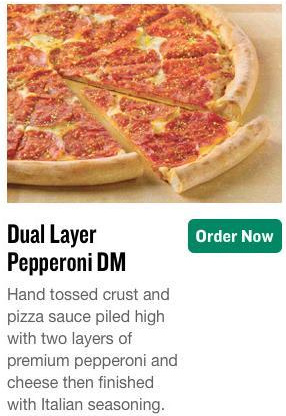 Dual Layer
Pepperoni DM
Order Now
Hand tossed crust and
pizza sauce piled high
with two layers of
premium pepperoni and
cheese then finished
with Italian seasoning.